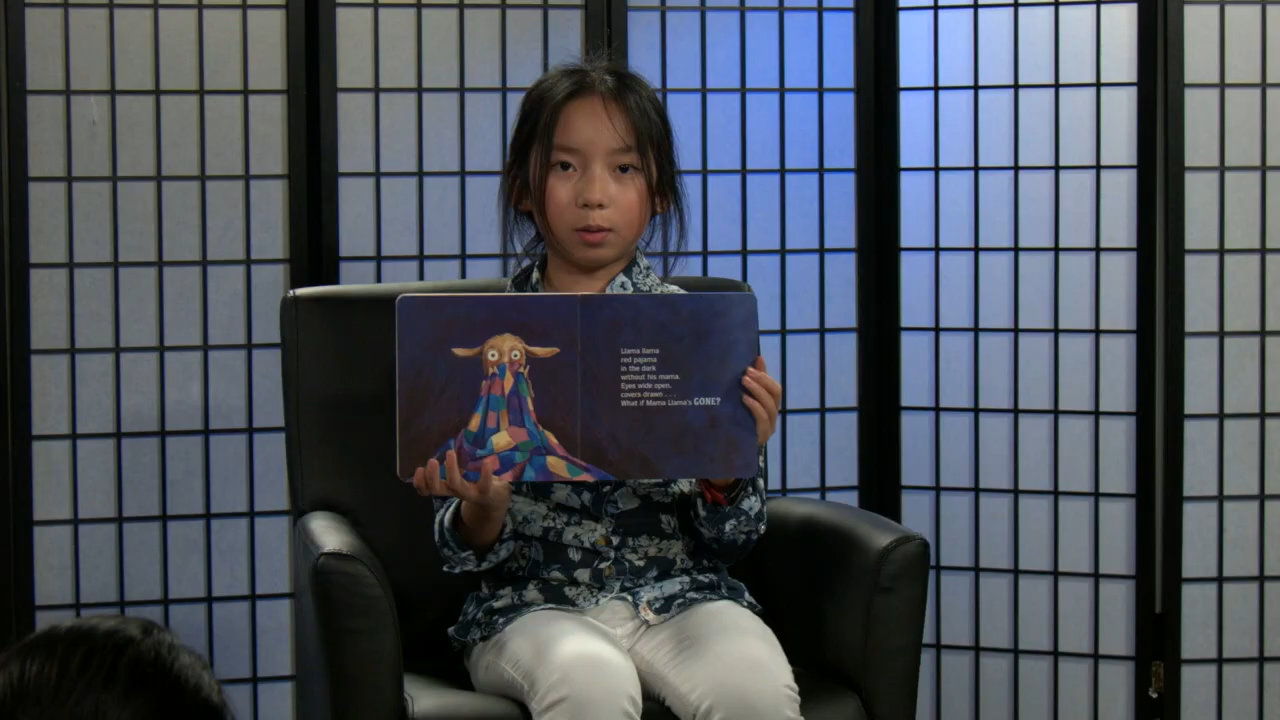 Llama llama
red pajama
in the dark
without his mama.
Eyes wide open,
covers drawn . . .
What if Mama Llama's GONE?